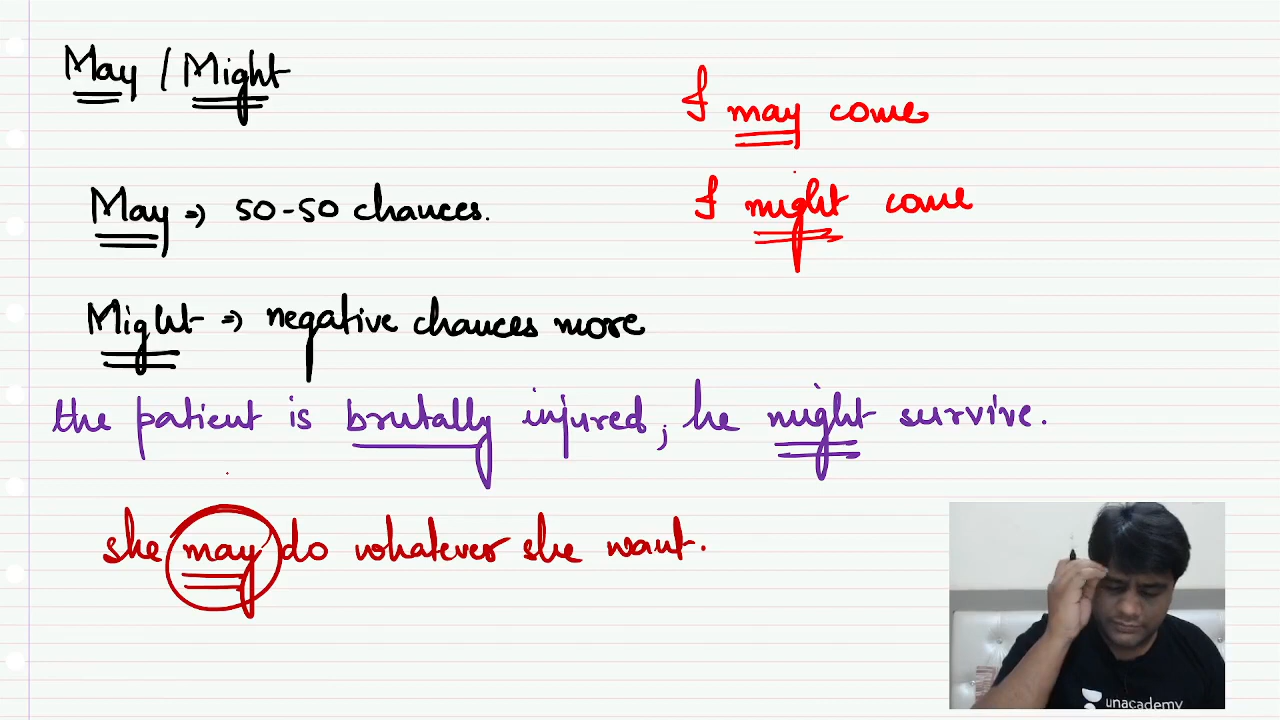 May / Might
I may come
May ⇒ 50-50 chances.
I might come
Might ⇒ negative chances more
the patient is brutally injured, he might survive.
she may do whatever she want.
unacademy